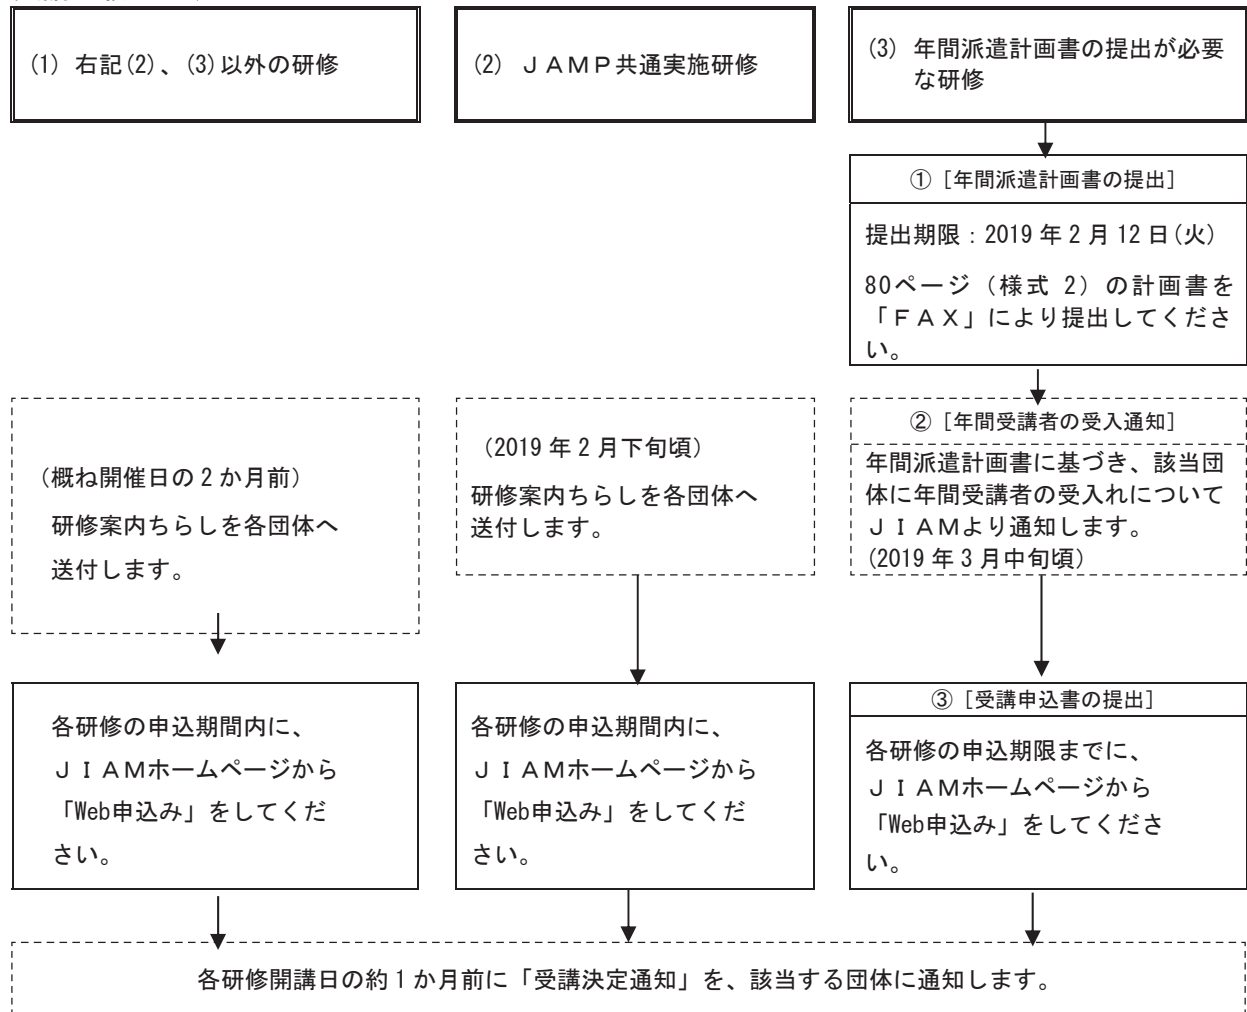 (1) 右記(2)、(3)以外の研修
(2) ＪＡＭＰ共通実施研修
(3) 年間派遣計画書の提出が必要
な研修
① [年間派遣計画書の提出]
提出期限：2019 年 2 月 12 日(火)
80ページ（様式 2）の計画書を
「ＦＡＸ」により提出してくださ
い。
(概ね開催日の 2 か月前)
研修案内ちらしを各団体へ
送付します。
(2019 年 2 月下旬頃)
研修案内ちらしを各団体へ
送付します。
② [年間受講者の受入通知]
年間派遣計画書に基づき、該当団
体に年間受講者の受入れについて
ＪＩＡＭより通知します。
(2019 年 3 月中旬頃)
各研修の申込期間内に、
ＪＩＡＭホームページから
「Web申込み」をしてくだ
さい。
各研修の申込期間内に、
ＪＩＡＭホームページから
「Web申込み」をしてくだ
さい。
③ [受講申込書の提出]
各研修の申込期限までに、
ＪＩＡＭホームページから
「Web申込み」をしてくださ
い。
各研修開講日の約 1 か月前に「受講決定通知」を、該当する団体に通知します。